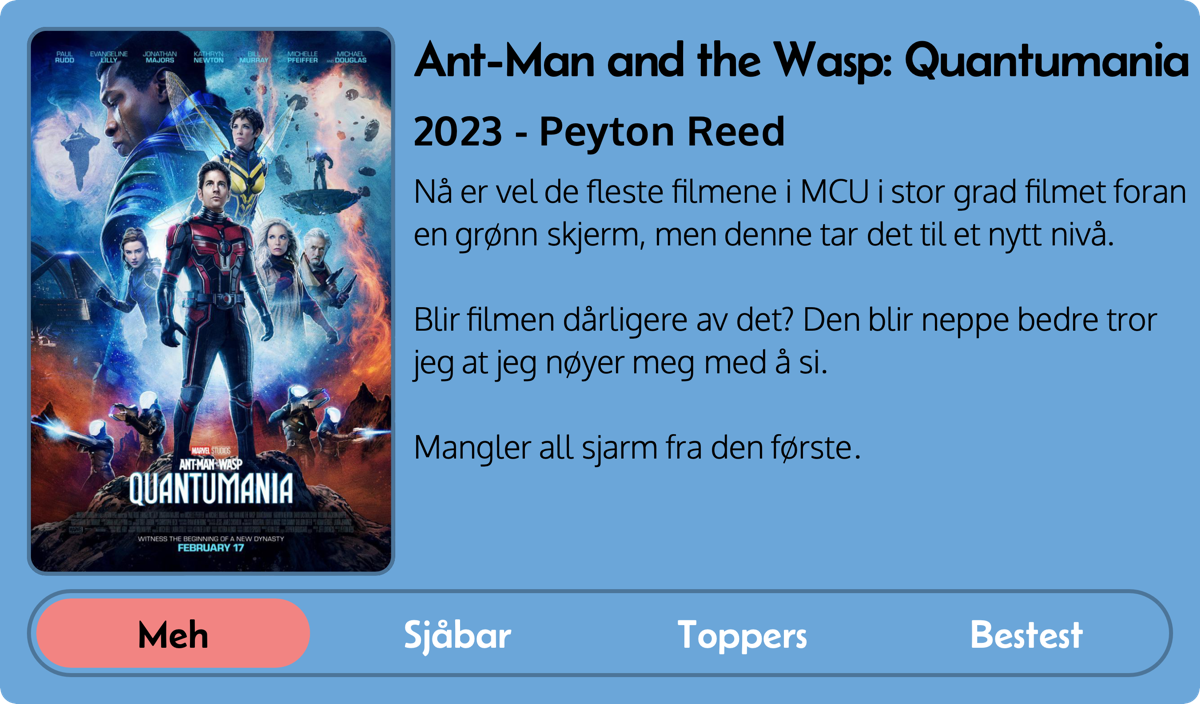 PAUL RUDD EVANGELINE LILLY JONATHAN MAJORS KATHRYN NEWTON BILL MURRAY MICHELLE PFEIFFER AND MICHAEL DOUGLAS
MARVEL STUDIOS
ANT-MAN AND THE WASP
QUANTUMANIA
WITNESS THE BEGINNING OF A NEW DYNASTY
FEBRUARY 17
Ant-Man and the Wasp: Quantumania
2023 - Peyton Reed
Nå er vel de fleste filmene i MCU i stor grad filmet foran
en grønn skjerm, men denne tar det til et nytt nivå.
Blir filmen dårligere av det? Den blir neppe bedre tror
jeg at jeg nøyer meg med å si.
Mangler all sjarm fra den første.
Meh Sjåbar Toppers Bestest